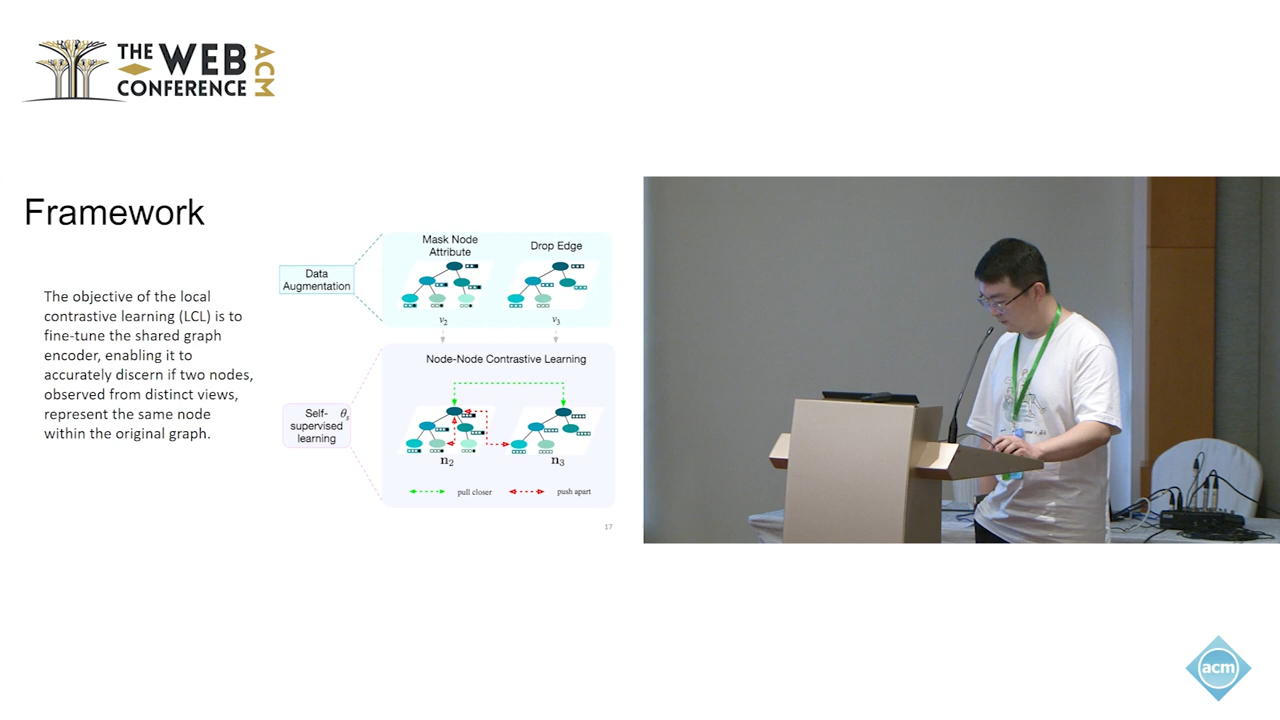 THE WEB
CONFERENCE
ACM
Framework
The objective of the local
contrastive learning (LCL) is to
fine-tune the shared graph
encoder, enabling it to
accurately discern if two nodes,
observed from distinct views,
represent the same node
within the original graph.
Data
Augmentation
Mask Node
Attribute
Drop Edge
v2
v3
Self-
supervised
learning
θs
Node-Node Contrastive Learning
n2
n3
pull closer
push apart
17
acm